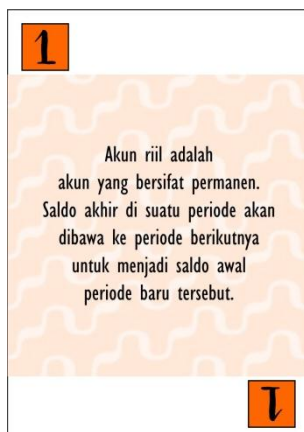 1
Akun riil adalah
akun yang bersifat permanen.
Saldo akhir di suatu periode akan
dibawa ke periode berikutnya
untuk menjadi saldo awal
periode baru tersebut.
1